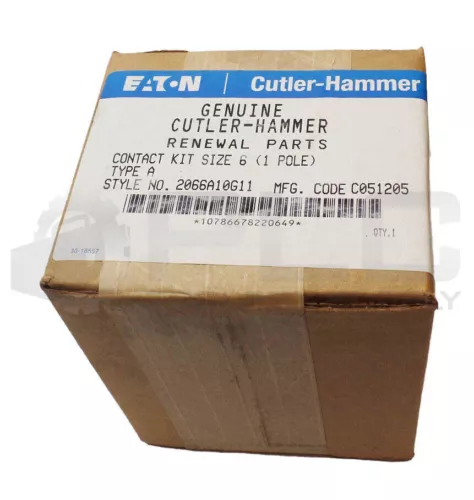 EATON | Cutler-Hammer
GENUINE
CUTLER-HAMMER
RENEWAL PARTS
CONTACT KIT SIZE 6 (1 POLE)
TYPE A
STYLE NO. 2066A10G11 MFG. CODE C051205
*10786678220649*
QTY.1